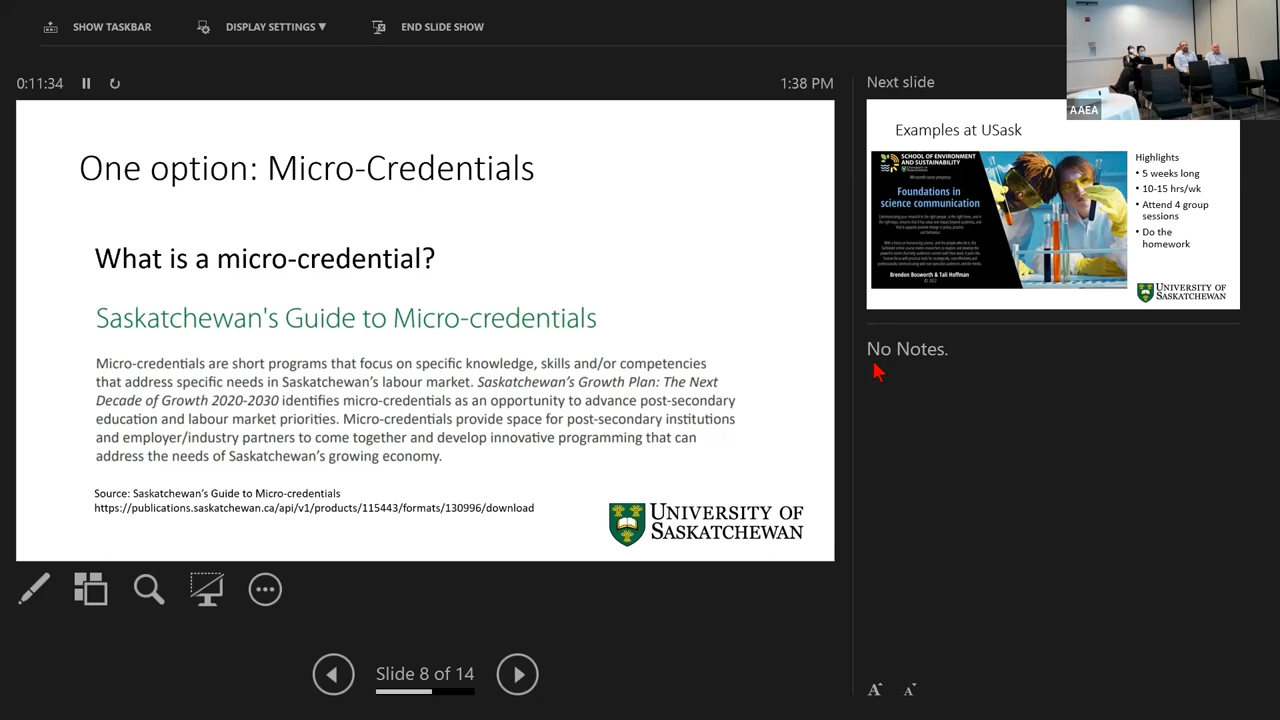 SHOW TASKBAR
DISPLAY SETTINGS ▼
END SLIDE SHOW
0:11:34
1:38 PM
One option: Micro-Credentials
What is a micro-credential?
Saskatchewan's Guide to Micro-credentials
Micro-credentials are short programs that focus on specific knowledge, skills and/or competencies
that address specific needs in Saskatchewan's labour market. Saskatchewan's Growth Plan: The Next
Decade of Growth 2020-2030 identifies micro-credentials as an opportunity to advance post-secondary
education and labour market priorities. Micro-credentials provide space for post-secondary institutions
and employer/industry partners to come together and develop innovative programming that can
address the needs of Saskatchewan's growing economy.
Source: Saskatchewan's Guide to Micro-credentials
https://publications.saskatchewan.ca/api/v1/products/115443/formats/130996/download
UNIVERSITY OF
SASKATCHEWAN
Slide 8 of 14
Next slide
AAEA
Examples at USask
SCHOOL OF ENVIRONMENT
AND SUSTAINABILITY
Foundations in
science communication
Brendon Bosworth & Tali Hoffman
© 2022
Highlights
• 5 weeks long
• 10-15 hrs/wk
• Attend 4 group
sessions
• Do the
homework
UNIVERSITY OF
SASKATCHEWAN
No Notes.
A A